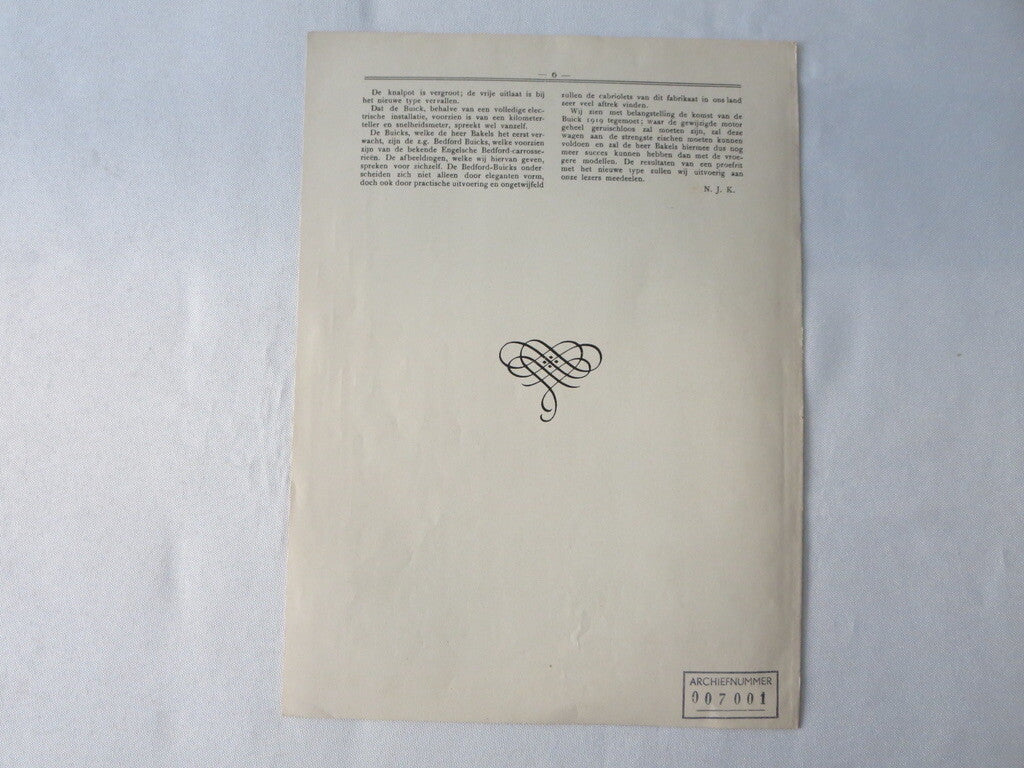 — 6 —
De knalpot is vergroot; de vrije uitlaat is bij
het nieuwe type vervallen.
Dat de Buick, behalve van een volledige elec-
trische installatie, voorzien is van een kilometer-
teller en snelheidsmeter, spreekt wel vanzelf.
De Buicks, welke de heer Bakels het eerst ver-
wacht, zijn de z.g. Bedford Buicks, welke voorzien
zijn van de bekende Engelsche Bedford-carrosse-
rieën. De afbeeldingen, welke wij hiervan geven,
spreken voor zichzelf. De Bedford-Buicks onder
scheiden zich niet alleen door eleganten vorm,
doch ook door practische uitvoering en ongetwijfeld
zullen de cabriolets van dit fabrikaat in ons land
zeer veel aftrek vinden.
Wij zien met belangstelling de komst van de
Buick 1919 tegemoet; waar de gewijzigde motor
geheel geruischloos zal moeten zijn, zal deze
wagen aan de strengste eischen moeten kunnen
voldoen en zal de heer Bakels hiermee dus nog
meer succes kunnen hebben dan met de vroe-
gere modellen. De resultaten van een proefrit
met het nieuwe type zullen wij uitvoerig aan
onze lezers meedeelen.
N. J. K.
ARCHIEFNUMMER
007001